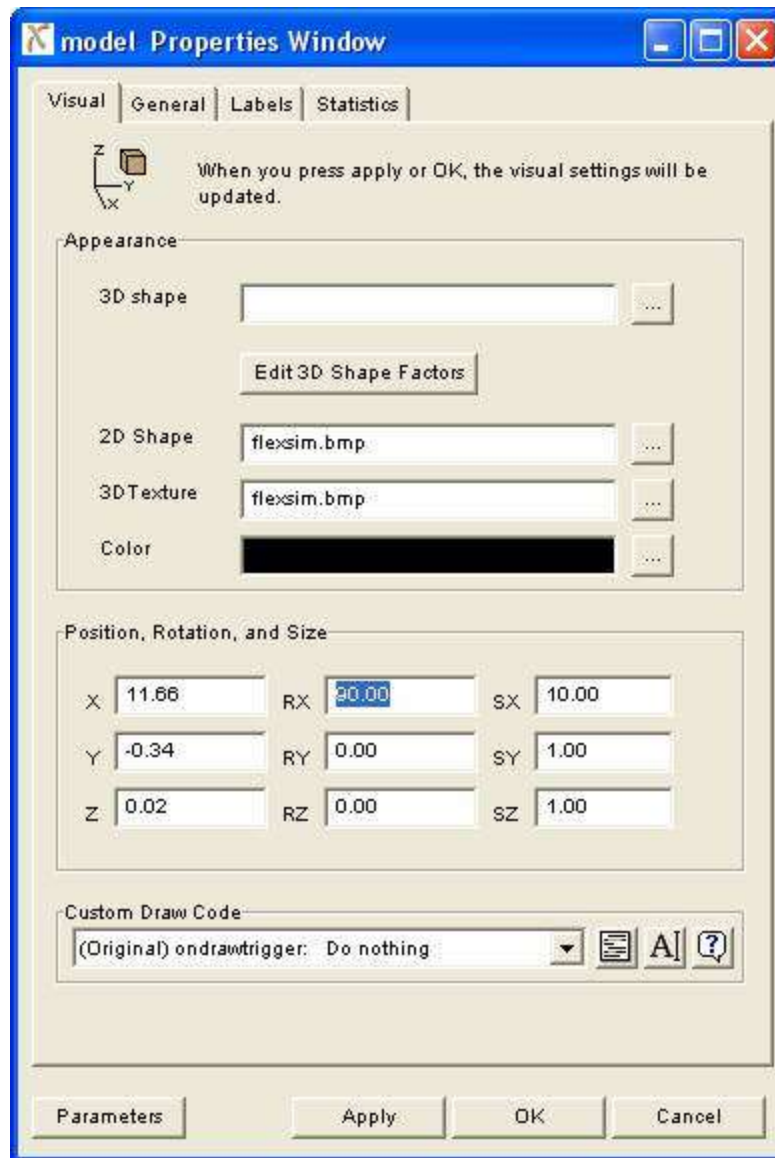 model Properties Window
Visual General Labels Statistics
Z
Y
X
When you press apply or OK, the visual settings will be
updated.
Appearance
3D shape ...
Edit 3D Shape Factors
2D Shape flexsim.bmp ...
3DTexture flexsim.bmp ...
Color ...
Position, Rotation, and Size
X 11.66 RX 90.00 SX 10.00
Y -0.34 RY 0.00 SY 1.00
Z 0.02 RZ 0.00 SZ 1.00
Custom Draw Code
(Original) ondrawtrigger: Do nothing A ?
Parameters Apply OK Cancel